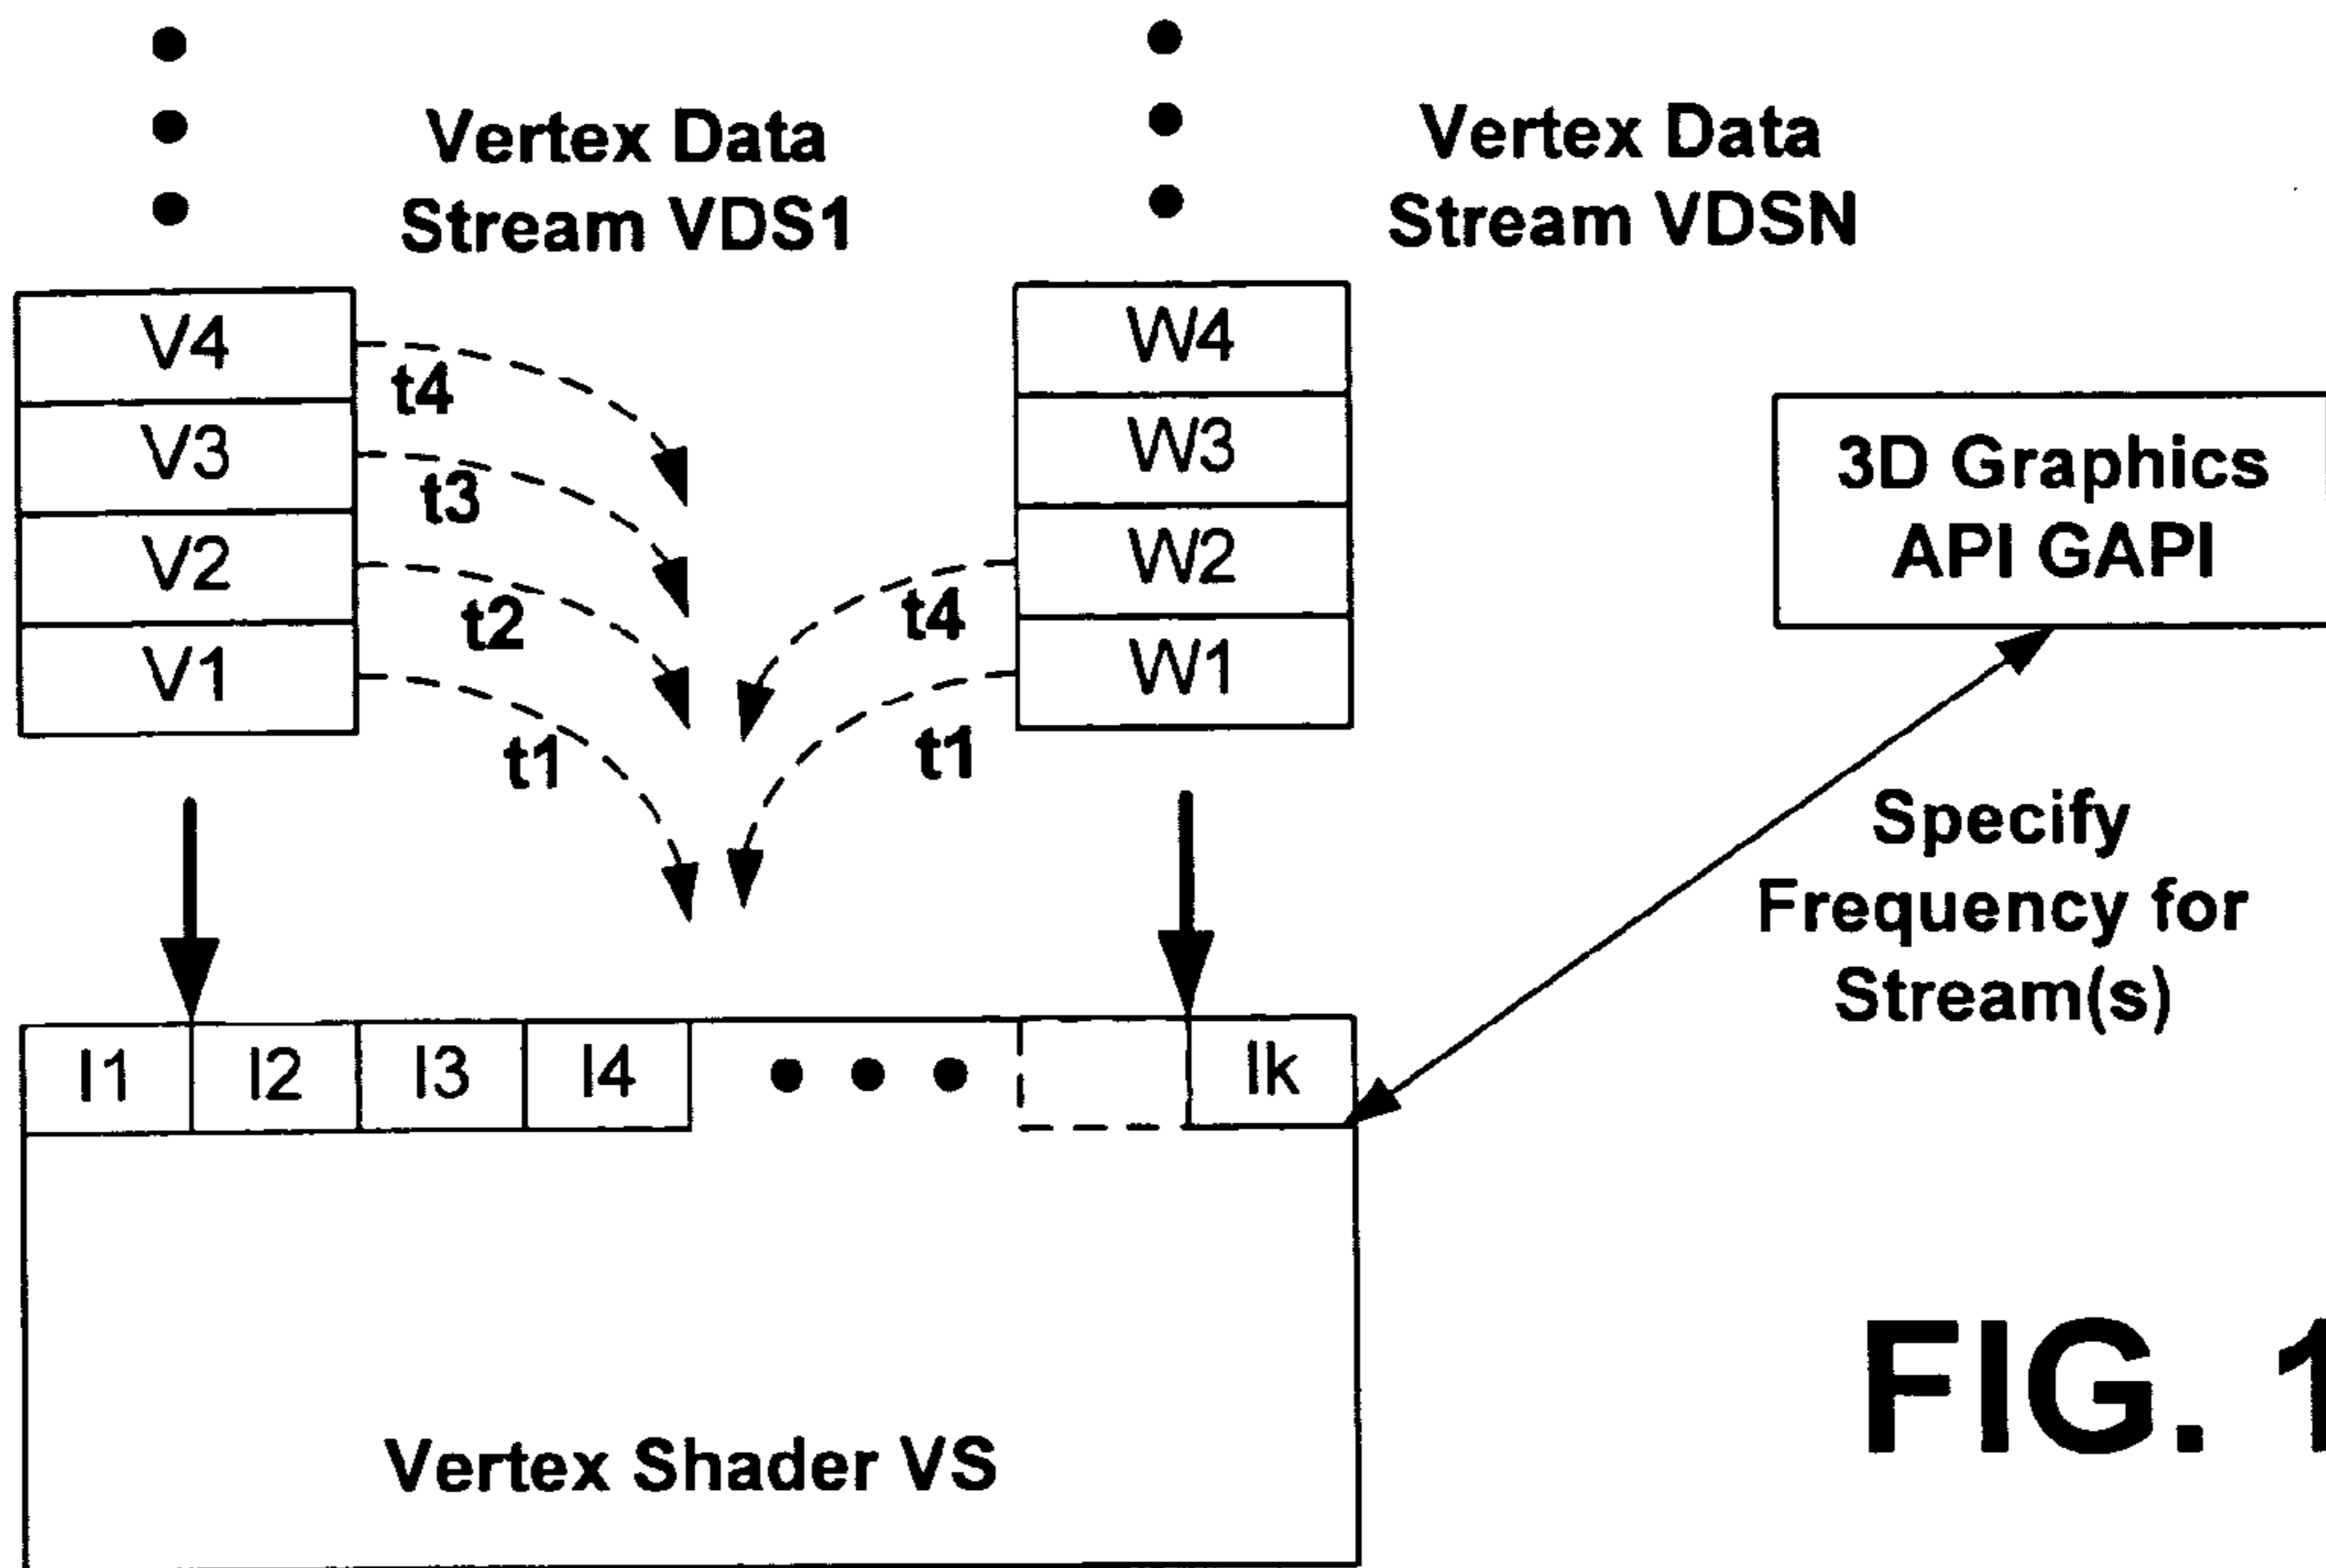 Vertex Data
Stream VDS1
Vertex Data
Stream VDSN
V4
V3
V2
V1
t4
t3
t2
t1
W4
W3
W2
W1
t4
t1
3D Graphics
API GAPI
Specify
Frequency for
Stream(s)
I1
I2
I3
I4
Ik
Vertex Shader VS
FIG. 1